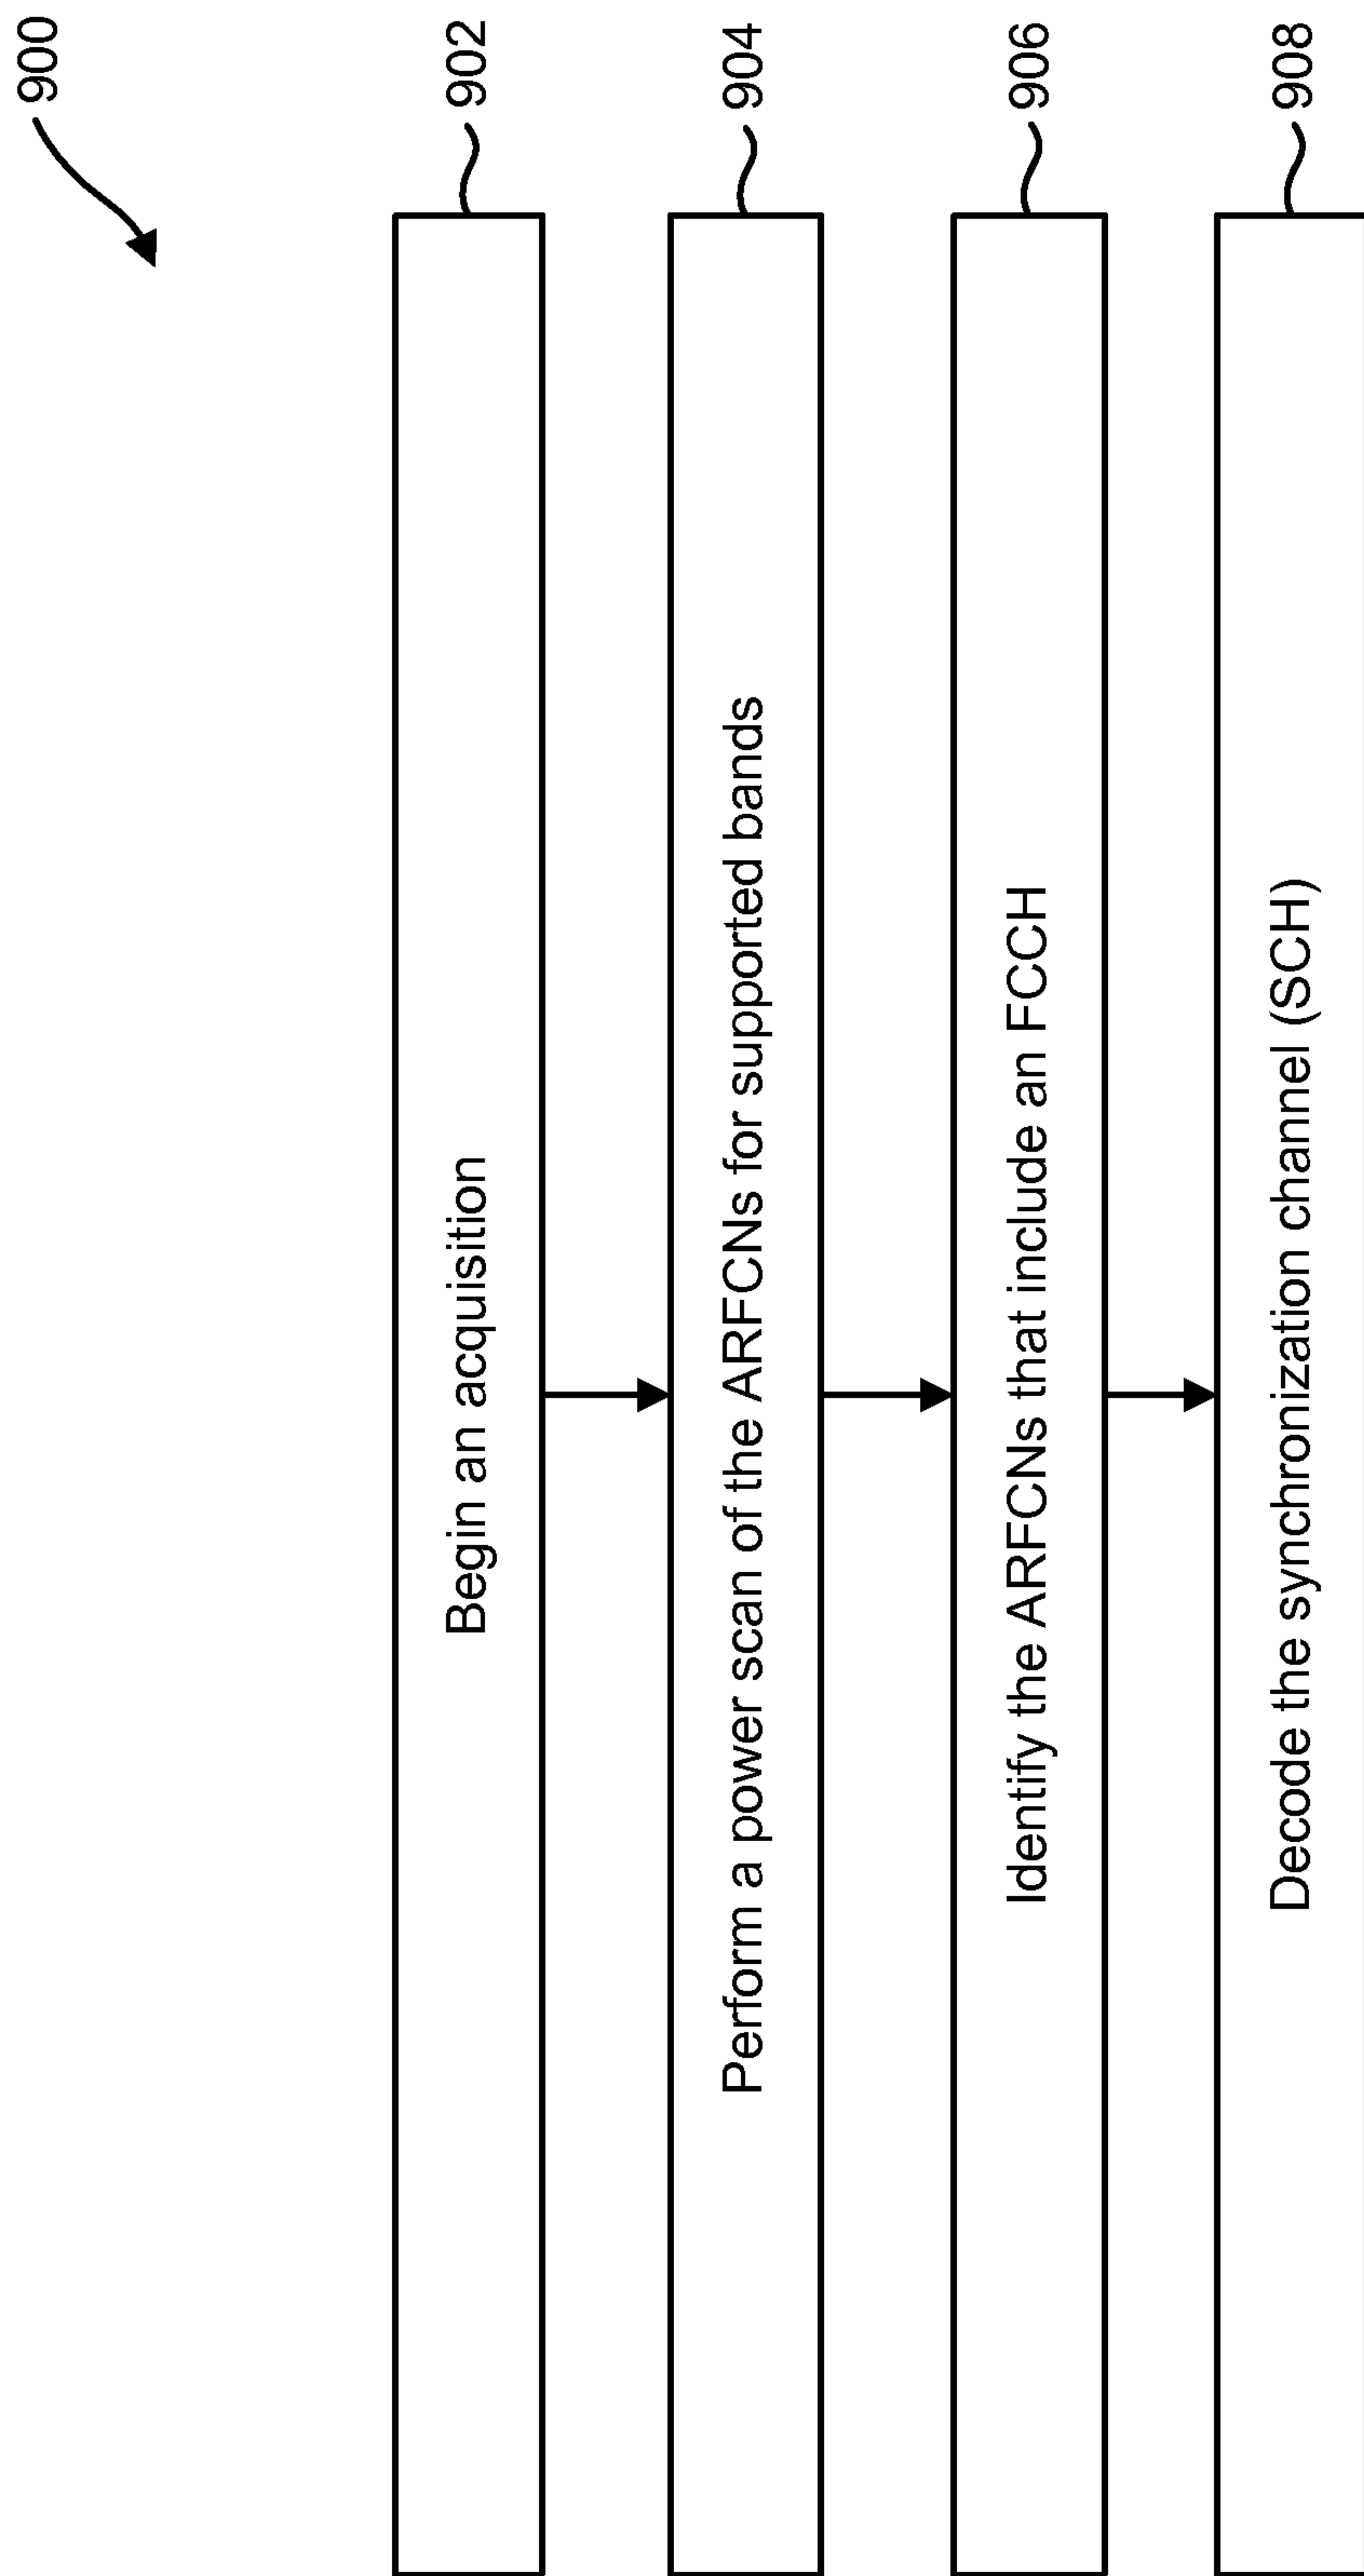 900
Begin an acquisition
902
Perform a power scan of the ARFCNs for supported bands
904
Identify the ARFCNs that include an FCCH
906
Decode the synchronization channel (SCH)
908